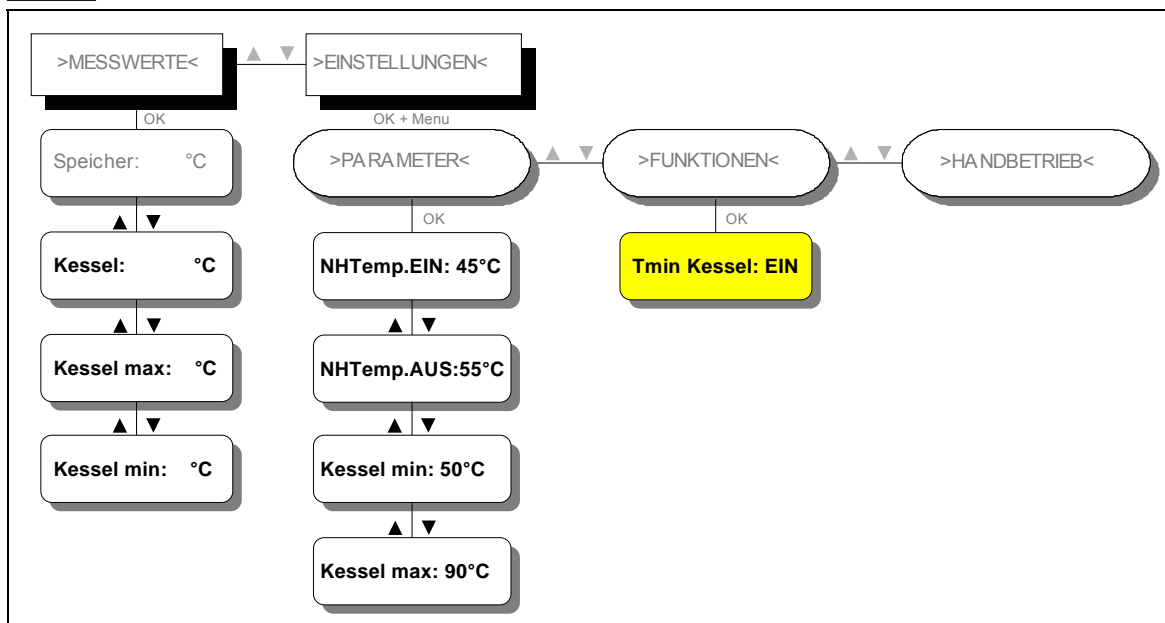 >MESSWERTE< ▲ ▼ >EINSTELLUNGEN<
OK
OK + Menu
Speicher: °C
>PARAMETER< ▲ ▼ >FUNKTIONEN< ▲ ▼ >HANDBETRIEB<
▲ ▼
OK
OK
Kessel: °C
NHTemp.EIN: 45°C
Tmin Kessel: EIN
▲ ▼
▲ ▼
Kessel max: °C
NHTemp.AUS:55°C
▲ ▼
▲ ▼
Kessel min: °C
Kessel min: 50°C
▲ ▼
Kessel max: 90°C